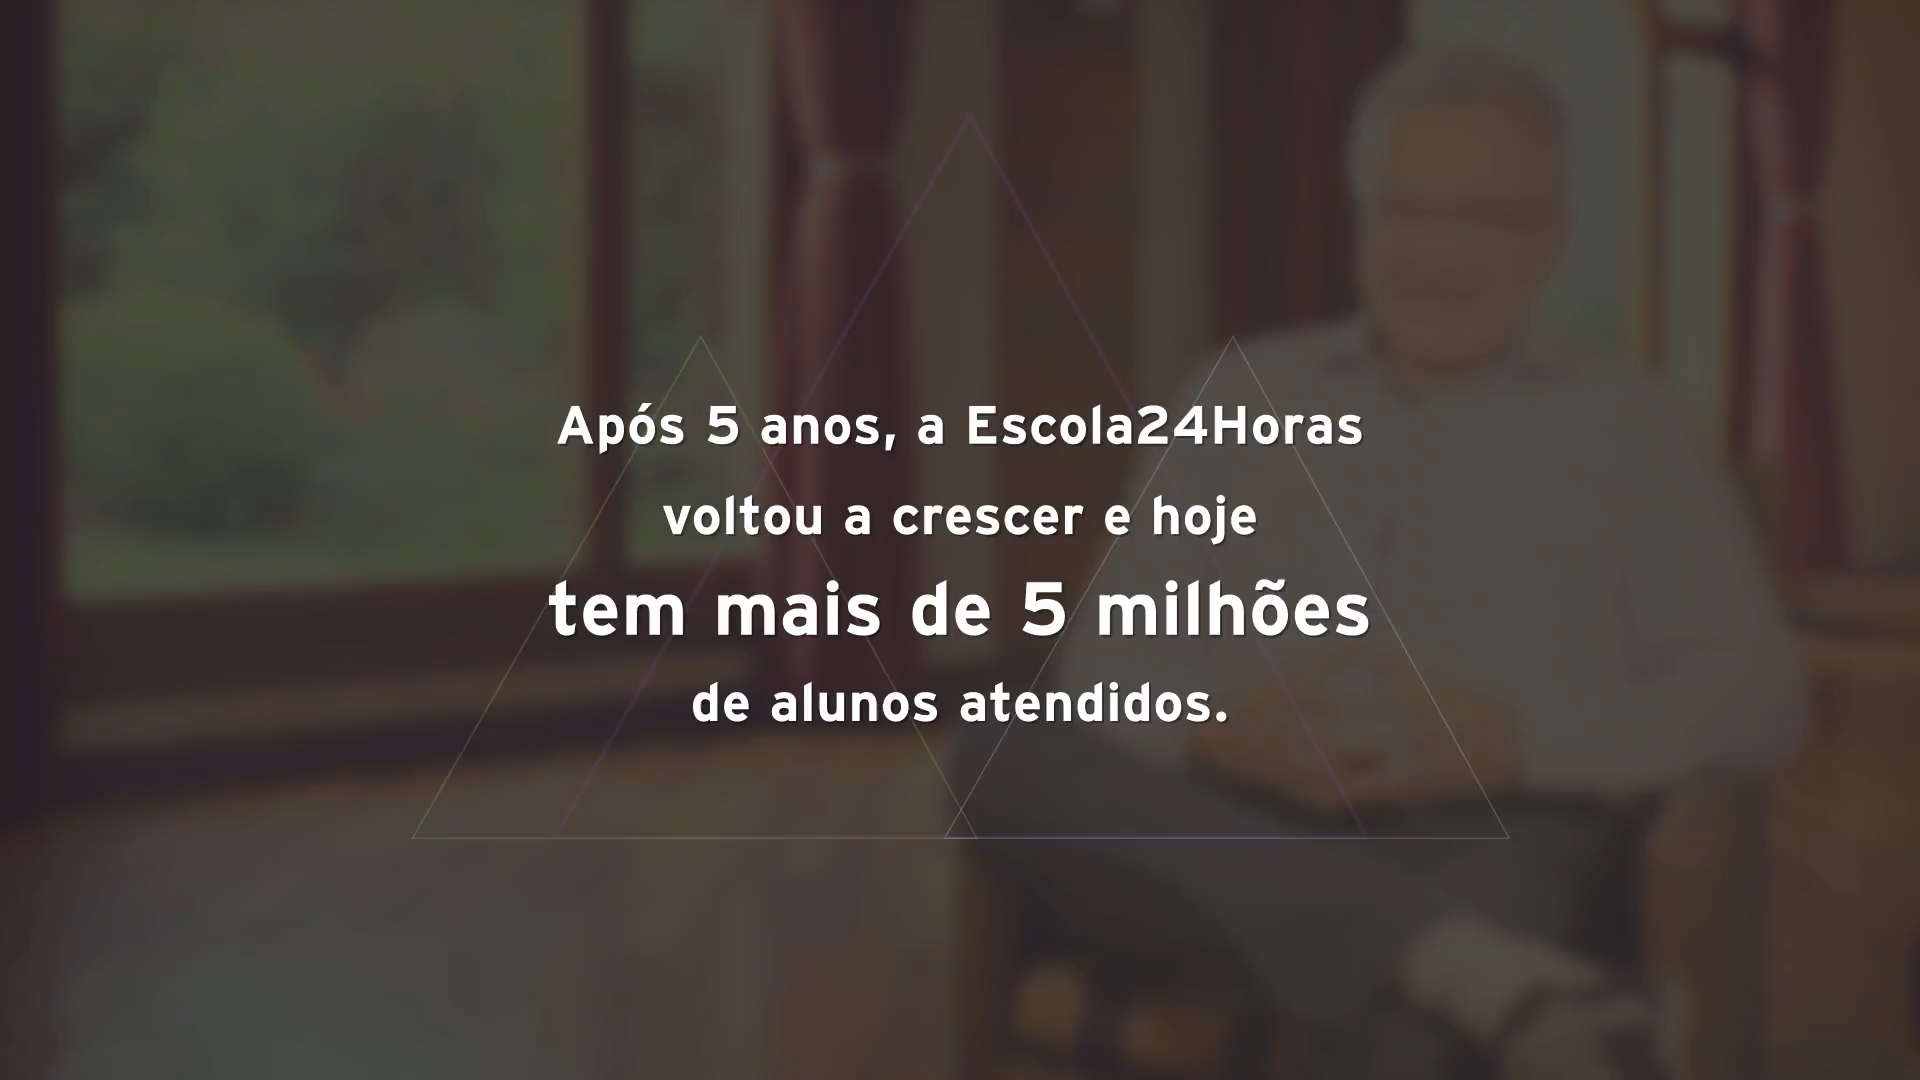 Após 5 anos, a Escola24Horas
voltou a crescer e hoje
tem mais de 5 milhões
de alunos atendidos.